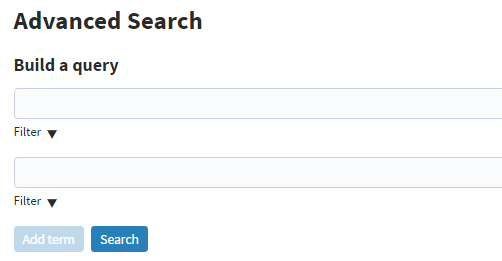 Advanced Search
Build a query
Filter ▼
Filter ▼
Add term Search